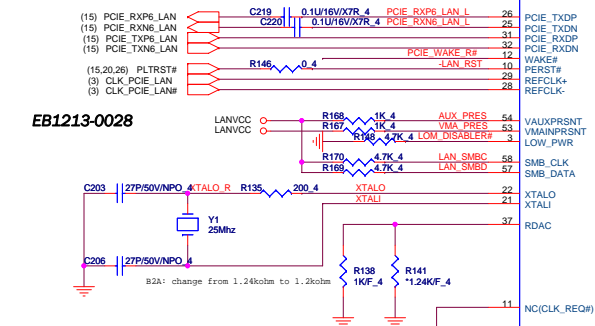 (15) PCIE_RXP6_LAN C219 0.1U/16V/X7R_4 PCIE_RXP6_LAN_L 26 PCIE_TXDP
(15) PCIE_RXN6_LAN C220 0.1U/16V/X7R_4 PCIE_RXN6_LAN_L 25 PCIE_TXDN
(15) PCIE_TXP6_LAN 31 PCIE_RXDP
(15) PCIE_TXN6_LAN 32 PCIE_RXDN
PCIE_WAKE_R# 12 WAKE#
(15,20,26) PLTRST# R146 0_4 -LAN_RST 10 PERST#
(3) CLK_PCIE_LAN 29 REFCLK+
(3) CLK_PCIE_LAN# 28 REFCLK-
EB1213-0028
LANVCC R168 1K_4 AUX_PRES 54 VAUXPRSNT
LANVCC R167 1K_4 VMA_PRES 53 VMAINPRSNT
R148 4.7K_4 LOM_DISABLER# 3 LOW_PWR
R170 4.7K_4 LAN_SMBC 58 SMB_CLK
R169 4.7K_4 LAN_SMBD 57 SMB_DATA
C203 27P/50V/NPO_4 XTALO_R R135 200_4 XTALO 22 XTALO
XTALI 21 XTALI
Y1
25Mhz
37 RDAC
C206 27P/50V/NPO_4
R138
1K/F_4
R141
*1.24K/F_4
B2A: change from 1.24kohm to 1.2kohm
11 NC(CLK_REQ#)